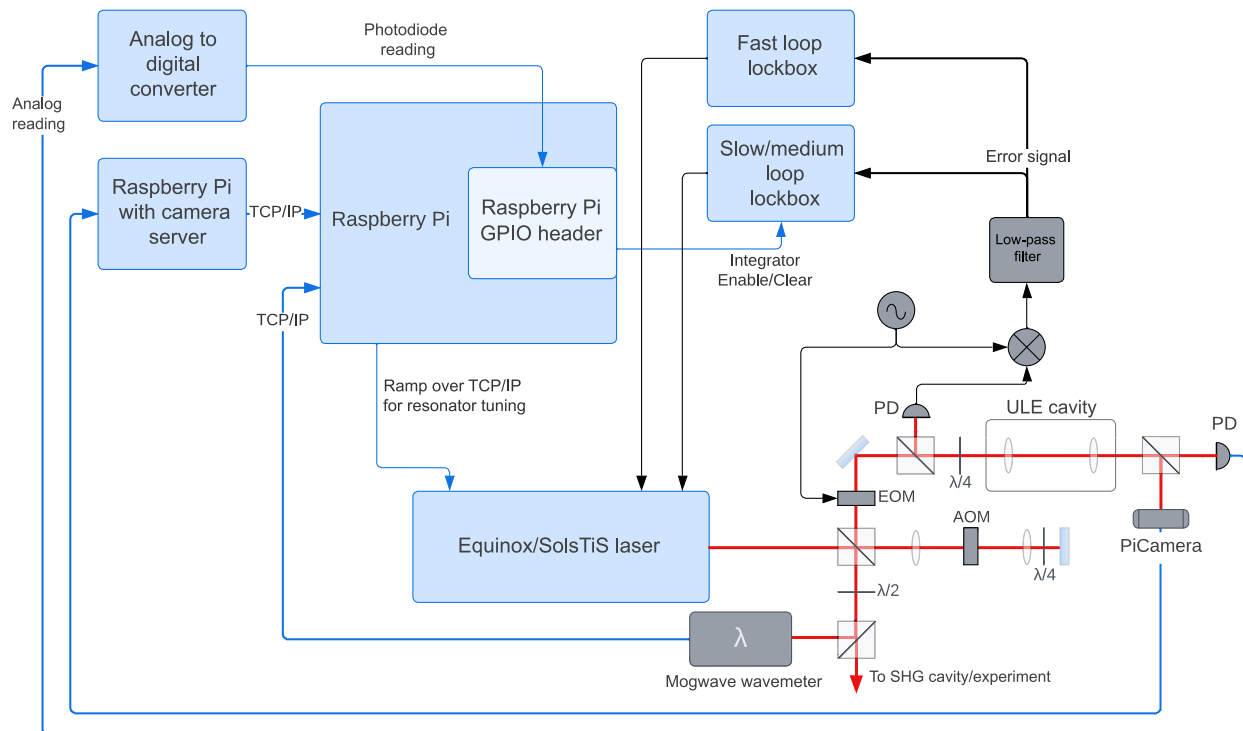 Analog to
digital
converter
Photodiode
reading
Fast loop
lockbox
Analog
reading
Slow/medium
loop
lockbox
Error signal
Raspberry Pi
with camera
server
TCP/IP
Raspberry Pi
Raspberry Pi
GPIO header
Low-pass
filter
Integrator
Enable/Clear
TCP/IP
Ramp over TCP/IP
for resonator tuning
PD
ULE cavity
PD
λ/4
EOM
Equinox/SolsTiS laser
AOM
PiCamera
λ/4
λ/2
λ
Mogwave wavemeter
To SHG cavity/experiment